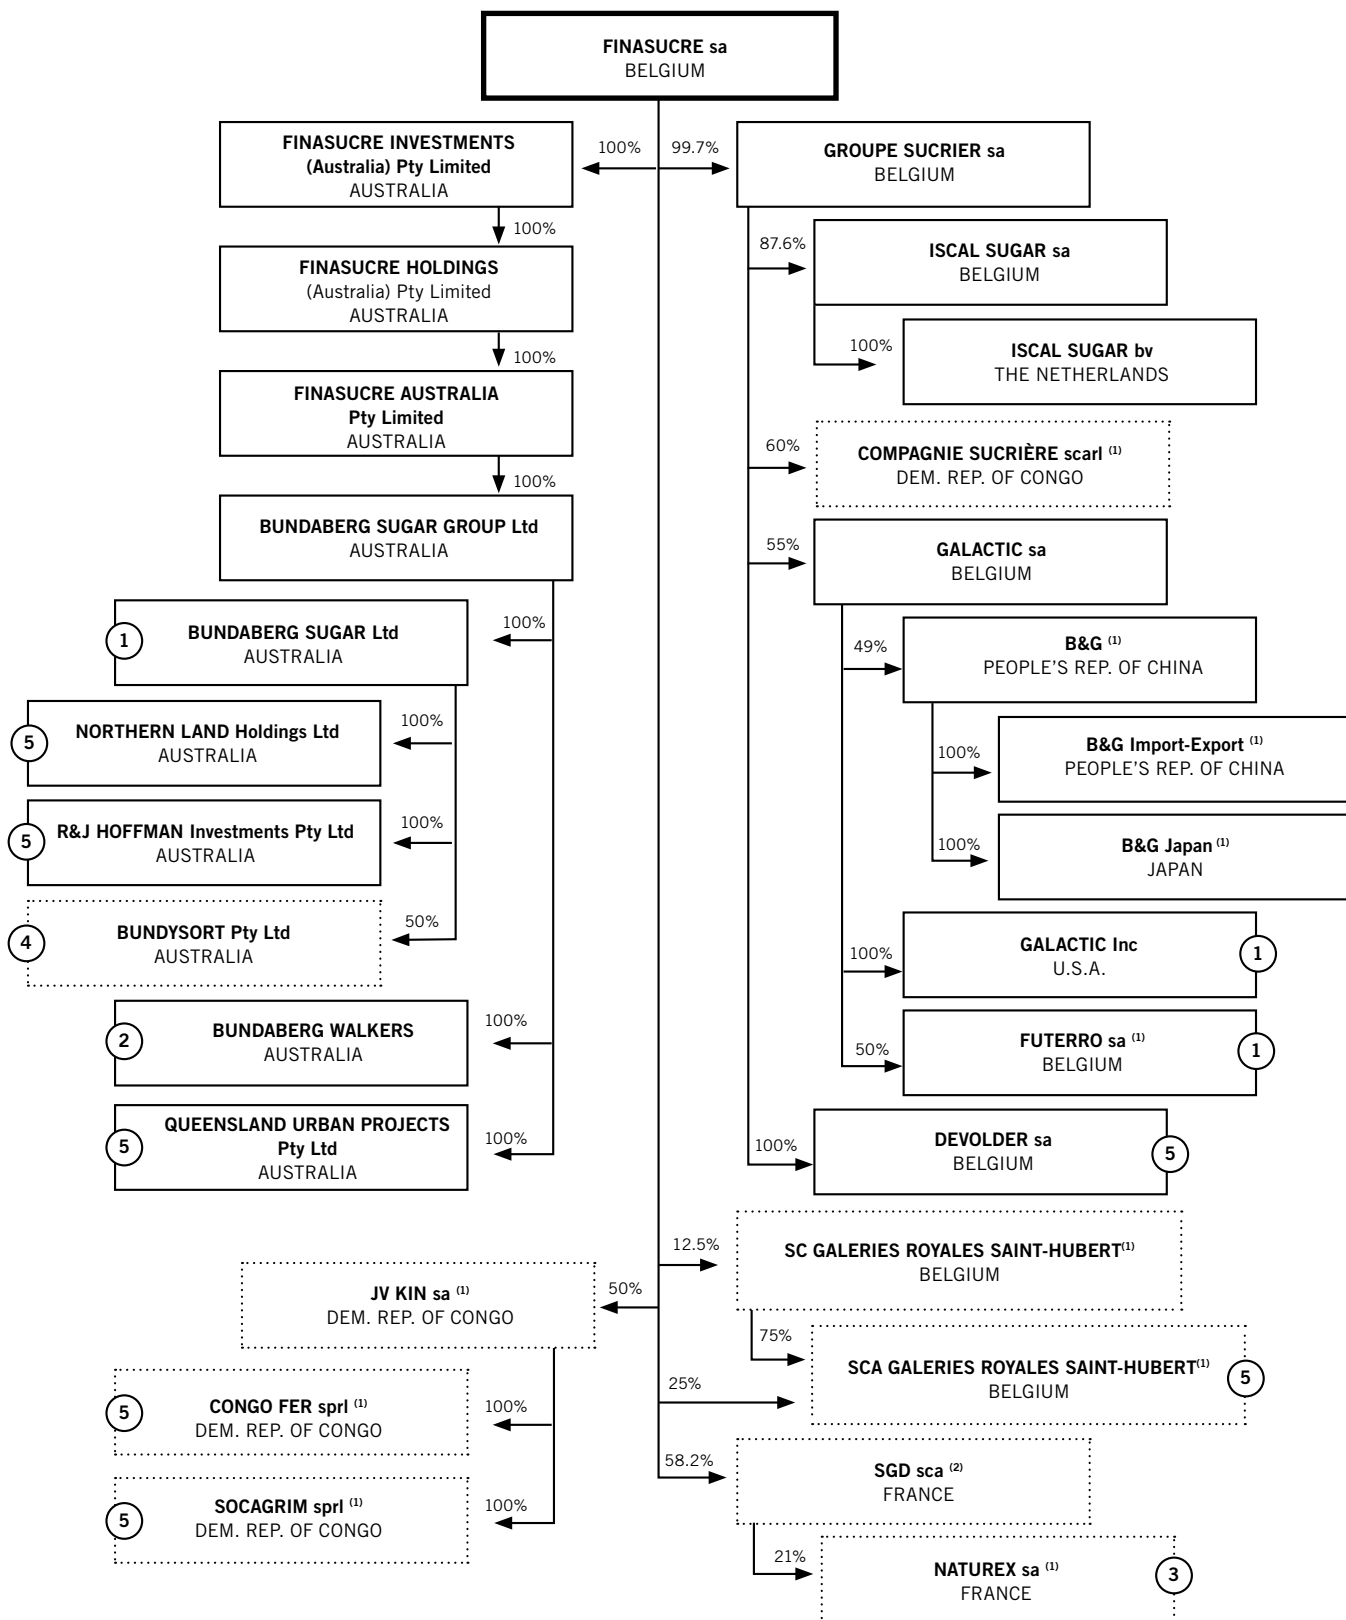 FINASUCRE sa
BELGIUM
FINASUCRE INVESTMENTS
(Australia) Pty Limited
AUSTRALIA
100%
99.7%
GROUPE SUCRIER sa
BELGIUM
100%
FINASUCRE HOLDINGS
(Australia) Pty Limited
AUSTRALIA
100%
FINASUCRE AUSTRALIA
Pty Limited
AUSTRALIA
100%
BUNDABERG SUGAR GROUP Ltd
AUSTRALIA
100%
1
BUNDABERG SUGAR Ltd
AUSTRALIA
100%
5
NORTHERN LAND Holdings Ltd
AUSTRALIA
100%
5
R&J HOFFMAN Investments Pty Ltd
AUSTRALIA
50%
4
BUNDYSORT Pty Ltd
AUSTRALIA
100%
2
BUNDABERG WALKERS
AUSTRALIA
100%
5
QUEENSLAND URBAN PROJECTS
Pty Ltd
AUSTRALIA
87.6%
ISCAL SUGAR sa
BELGIUM
100%
ISCAL SUGAR bv
THE NETHERLANDS
60%
COMPAGNIE SUCRIÈRE scarl (1)
DEM. REP. OF CONGO
55%
GALACTIC sa
BELGIUM
49%
B&G (1)
PEOPLE'S REP. OF CHINA
100%
B&G Import-Export (1)
PEOPLE'S REP. OF CHINA
100%
B&G Japan (1)
JAPAN
100%
GALACTIC Inc
U.S.A.
1
50%
FUTERRO sa (1)
BELGIUM
1
100%
DEVOLDER sa
BELGIUM
5
12.5%
SC GALERIES ROYALES SAINT-HUBERT(1)
BELGIUM
50%
JV KIN sa (1)
DEM. REP. OF CONGO
75%
SCA GALERIES ROYALES SAINT-HUBERT(1)
BELGIUM
5
25%
100%
5
CONGO FER sprl (1)
DEM. REP. OF CONGO
100%
5
SOCAGRIM sprl (1)
DEM. REP. OF CONGO
58.2%
SGD sca (2)
FRANCE
21%
NATUREX sa (1)
FRANCE
3